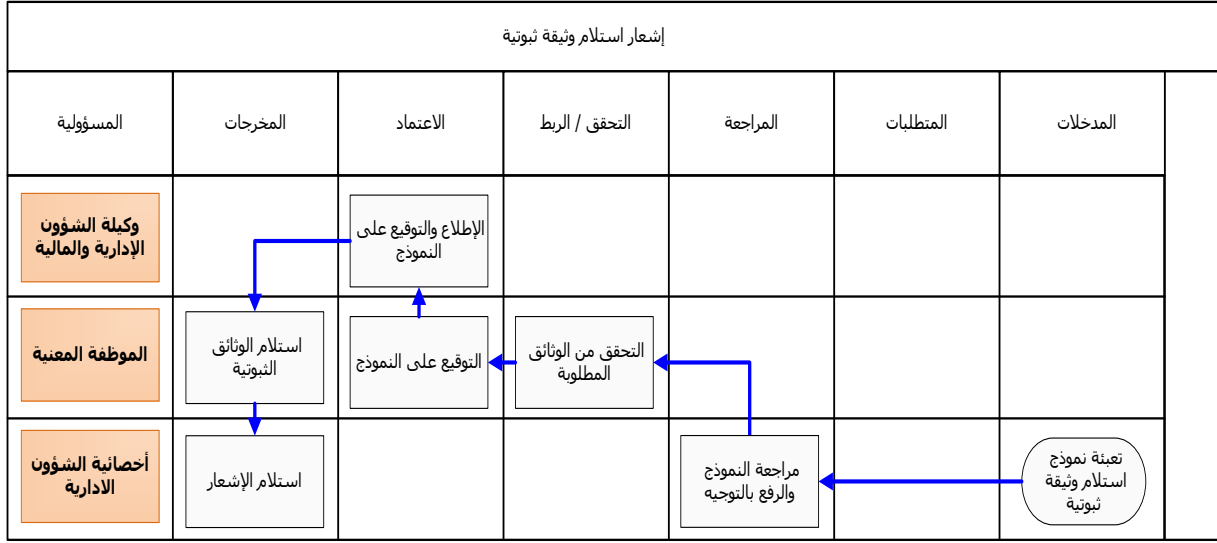 إشعار استلام وثيقة ثبوتية
المدخلات
المتطلبات
المراجعة
التحقق / الربط
الاعتماد
المخرجات
المسؤولية
الإطلاع والتوقيع على
النموذج
وكيلة الشؤون
الإدارية والمالية
التحقق من الوثائق
المطلوبة
التوقيع على النموذج
استلام الوثائق
الثبوتية
الموظفة المعنية
تعبئة نموذج
استلام وثيقة
ثبوتية
مراجعة النموذج
والرفع بالتوجيه
استلام الإشعار
أخصائية الشؤون
الادارية